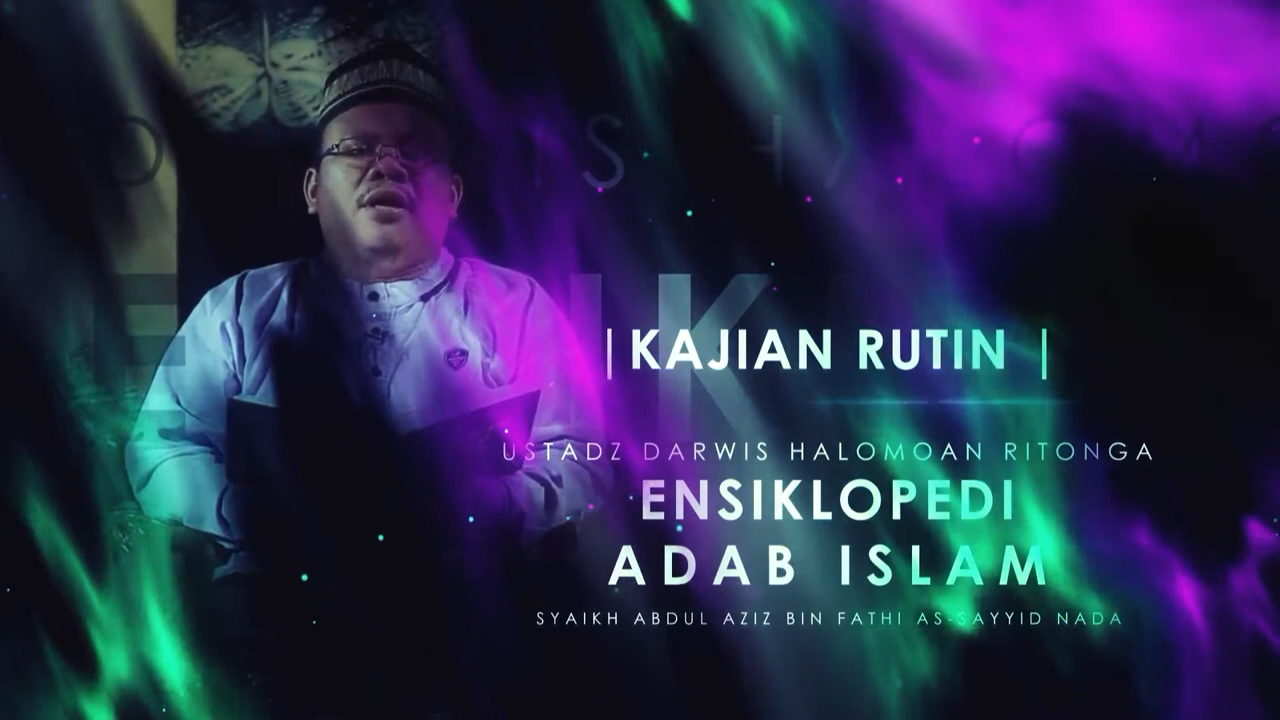 | KAJIAN RUTIN |
USTADZ DARWIS HALOMOAN RITONGA
ENSIKLOPEDI
ADAB ISLAM
SYAIKH ABDUL AZIZ BIN FATHI AS-SAYYID NADA